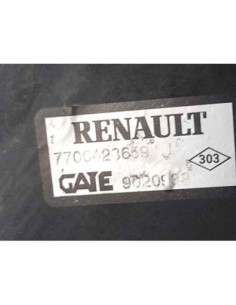 RENAULT
7700423659 J
303
GATE